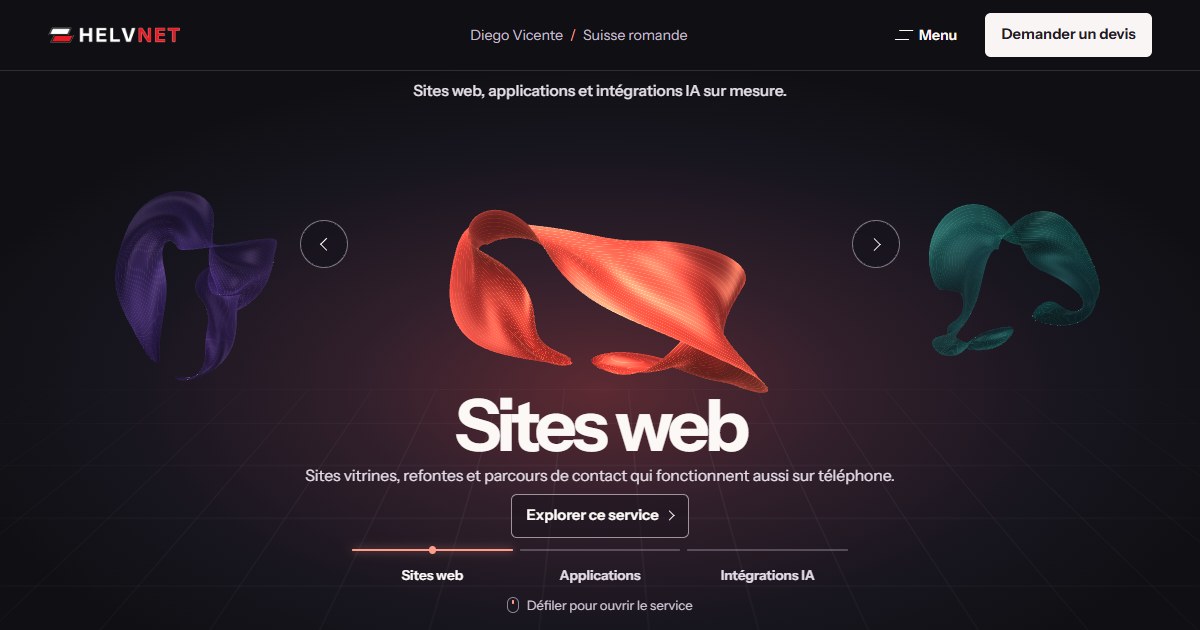 HELVNET
Diego Vicente / Suisse romande
Menu
Demander un devis
Sites web, applications et intégrations IA sur mesure.
Sites web
Sites vitrines, refontes et parcours de contact qui fonctionnent aussi sur téléphone.
Explorer ce service
Sites web
Applications
Intégrations IA
Défiler pour ouvrir le service